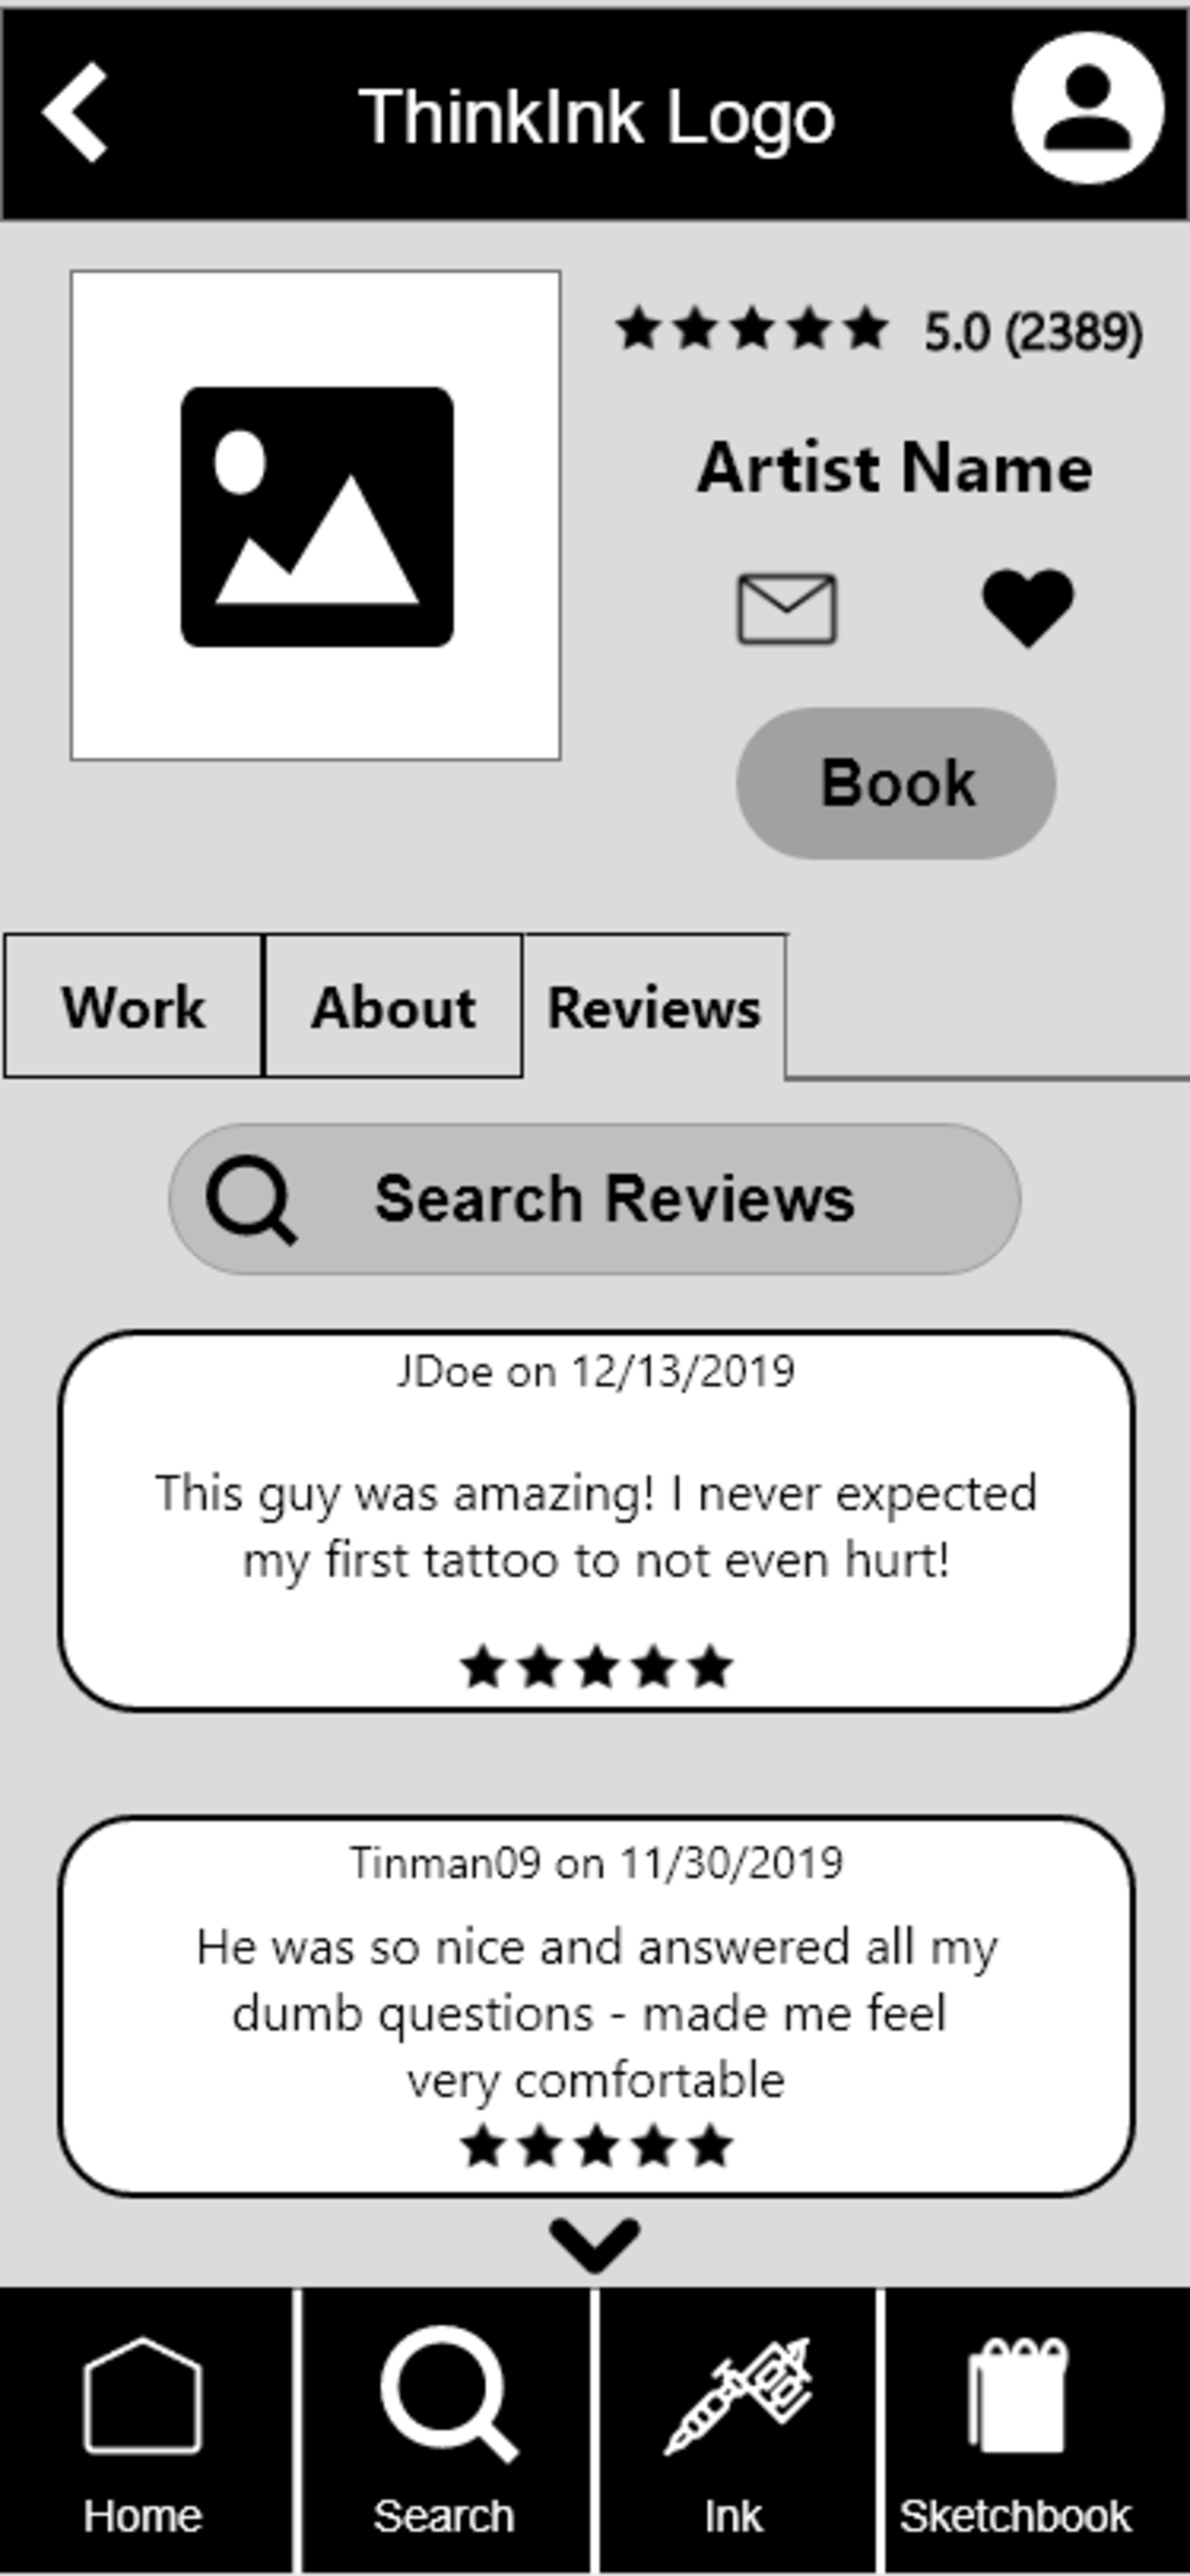 ThinkInk Logo
5.0 (2389)
Artist Name
Book
Work
About
Reviews
Search Reviews
JDoe on 12/13/2019
This guy was amazing! I never expected
my first tattoo to not even hurt!
Tinman09 on 11/30/2019
He was so nice and answered all my
dumb questions - made me feel
very comfortable
Home
Search
Ink
Sketchbook